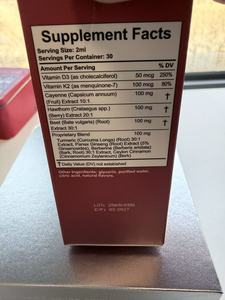 Supplement Facts
Serving Size: 2ml
Servings Per Container: 30
Amount Per Serving % DV
Vitamin D3 (as cholecalciferol) 50 mcg 250%
Vitamin K2 (as menquinone-7) 100 mcg 80%
Cayenne (Capsicum annuum) 100 mg †
(Fruit) Extract 10:1
Hawthorn (Crataegus spp.) 100 mg †
(Berry) Extract 20:1
Beet (Beta vulgaris) (Root) 100 mg †
Extract 30:1
Proprietary Blend 100 mg †
Turmeric (Curcuma Longa) (Root) 30:1
Extract, Panax Ginseng (Root) Extract (5%
Ginsenosides), Berberine (Berberis aristata)
(Bark, Root) 30:1 Extract, Ceylon Cinnamon
(Cinnamomum Zeylanicum) (Bark)
† Daily Value (DV) not established
Other Ingredients: glycerin, purified water,
citric acid, natural flavors.
LOT:
EXP: